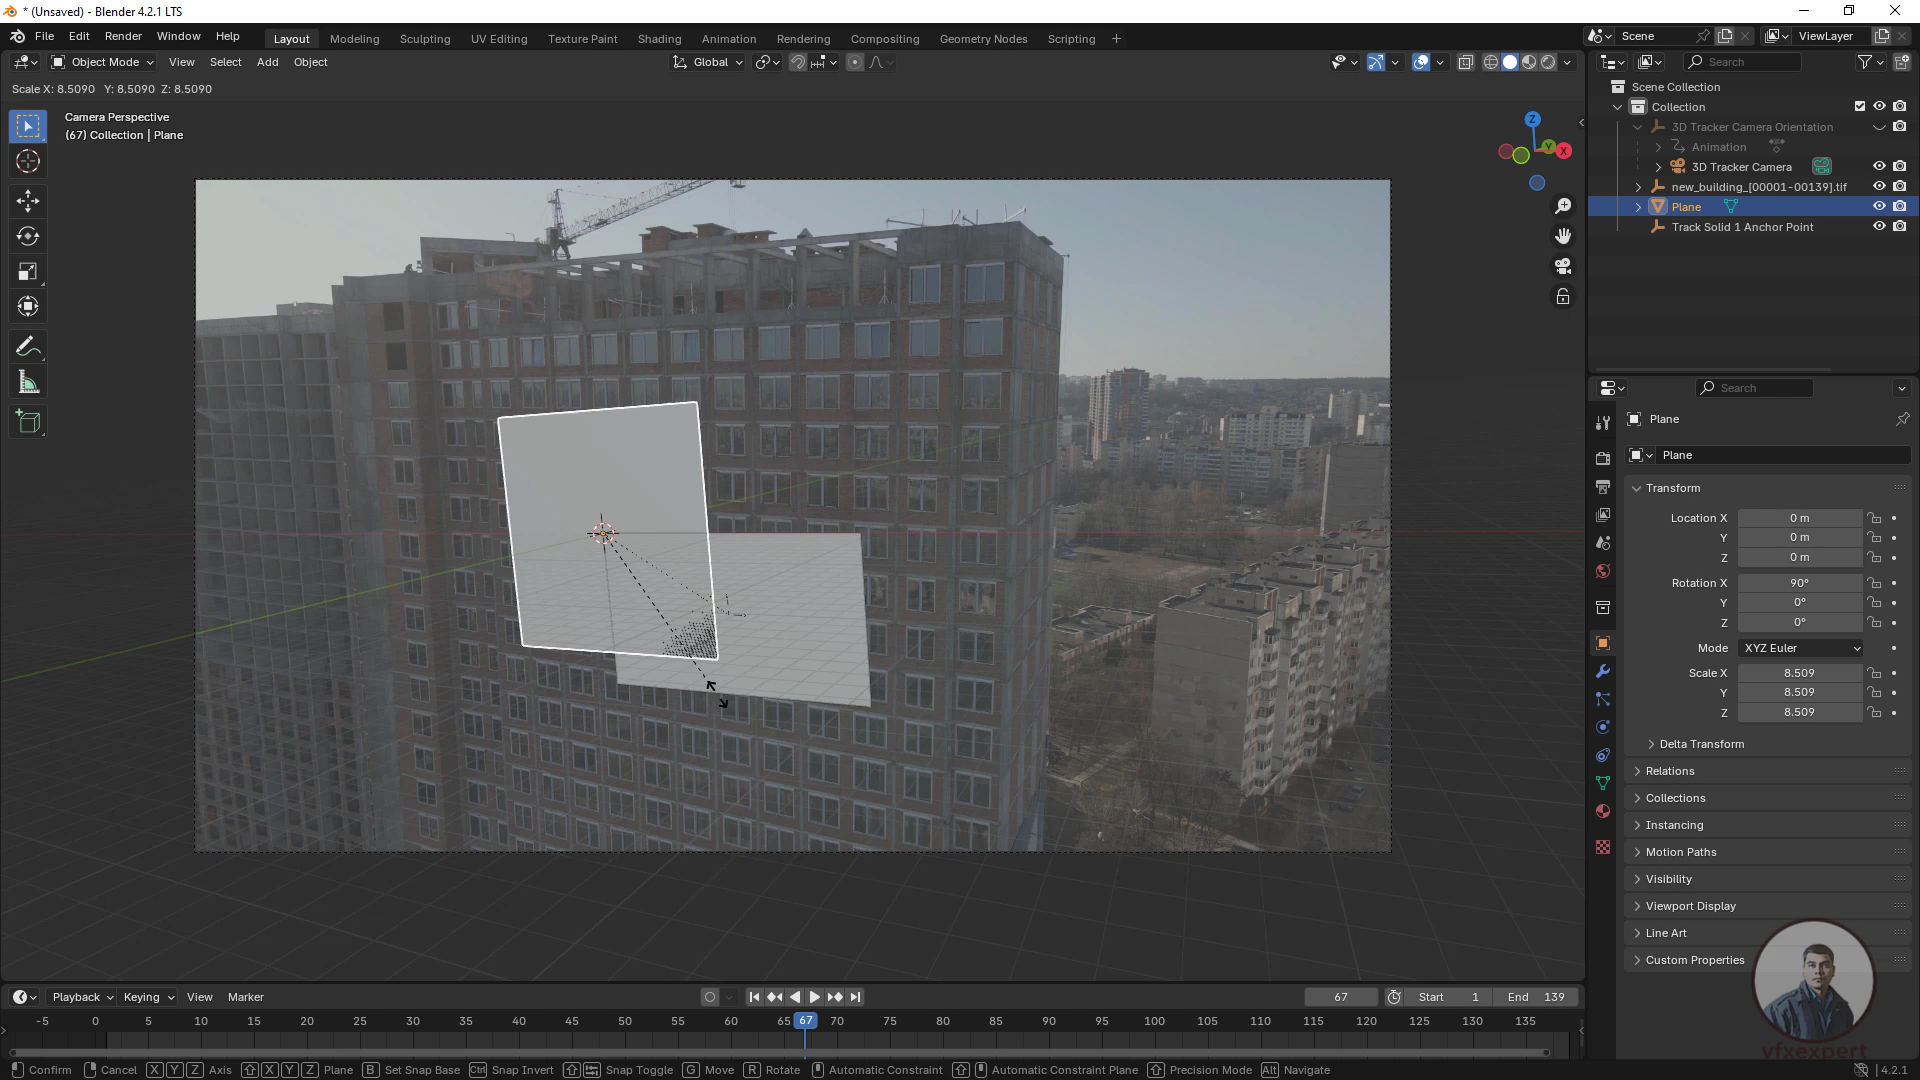 * (Unsaved) - Blender 4.2.1 LTS
File Edit Render Window Help Layout Modeling Sculpting UV Editing Texture Paint Shading Animation Rendering Compositing Geometry Nodes Scripting + Scene ViewLayer
Object Mode View Select Add Object Global Search
Scale X: 8.5090 Y: 8.5090 Z: 8.5090
Scene Collection
Collection
Camera Perspective
(67) Collection | Plane
Z
Y
X
3D Tracker Camera Orientation
Animation
3D Tracker Camera
new_building_[00001-00139].tif
Plane
Track Solid 1 Anchor Point
Search
Plane
Plane
Transform
Location X 0 m
Y 0 m
Z 0 m
Rotation X 90°
Y 0°
Z 0°
Mode XYZ Euler
Scale X 8.509
Y 8.509
Z 8.509
Delta Transform
Relations
Collections
Instancing
Motion Paths
Visibility
Viewport Display
Line Art
Custom Properties
Playback Keying View Marker 67 Start 1 End 139
-5 0 5 10 15 20 25 30 35 40 45 50 55 60 65 67 70 75 80 85 90 95 100 105 110 115 120 125 130 135
vfxexpert
Confirm Cancel X Y Z Axis X Y Z Plane B Set Snap Base Ctrl Snap Invert Snap Toggle G Move R Rotate Automatic Constraint Automatic Constraint Plane Precision Mode Alt Navigate 4.2.1